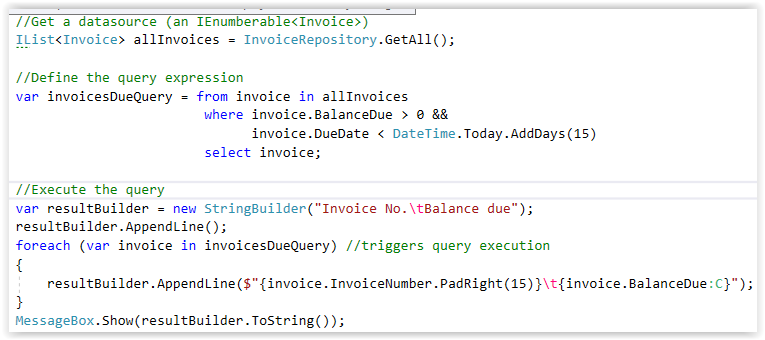 //Get a datasource (an IEnumberable<Invoice>)
IList<Invoice> allInvoices = InvoiceRepository.GetAll();
//Define the query expression
var invoicesDueQuery = from invoice in allInvoices
where invoice.BalanceDue > 0 &&
invoice.DueDate < DateTime.Today.AddDays(15)
select invoice;
//Execute the query
var resultBuilder = new StringBuilder("Invoice No.\tBalance due");
resultBuilder.AppendLine();
foreach (var invoice in invoicesDueQuery) //triggers query execution
{
resultBuilder.AppendLine($"{invoice.InvoiceNumber.PadRight(15)}\t{invoice.BalanceDue:C}");
}
MessageBox.Show(resultBuilder.ToString());